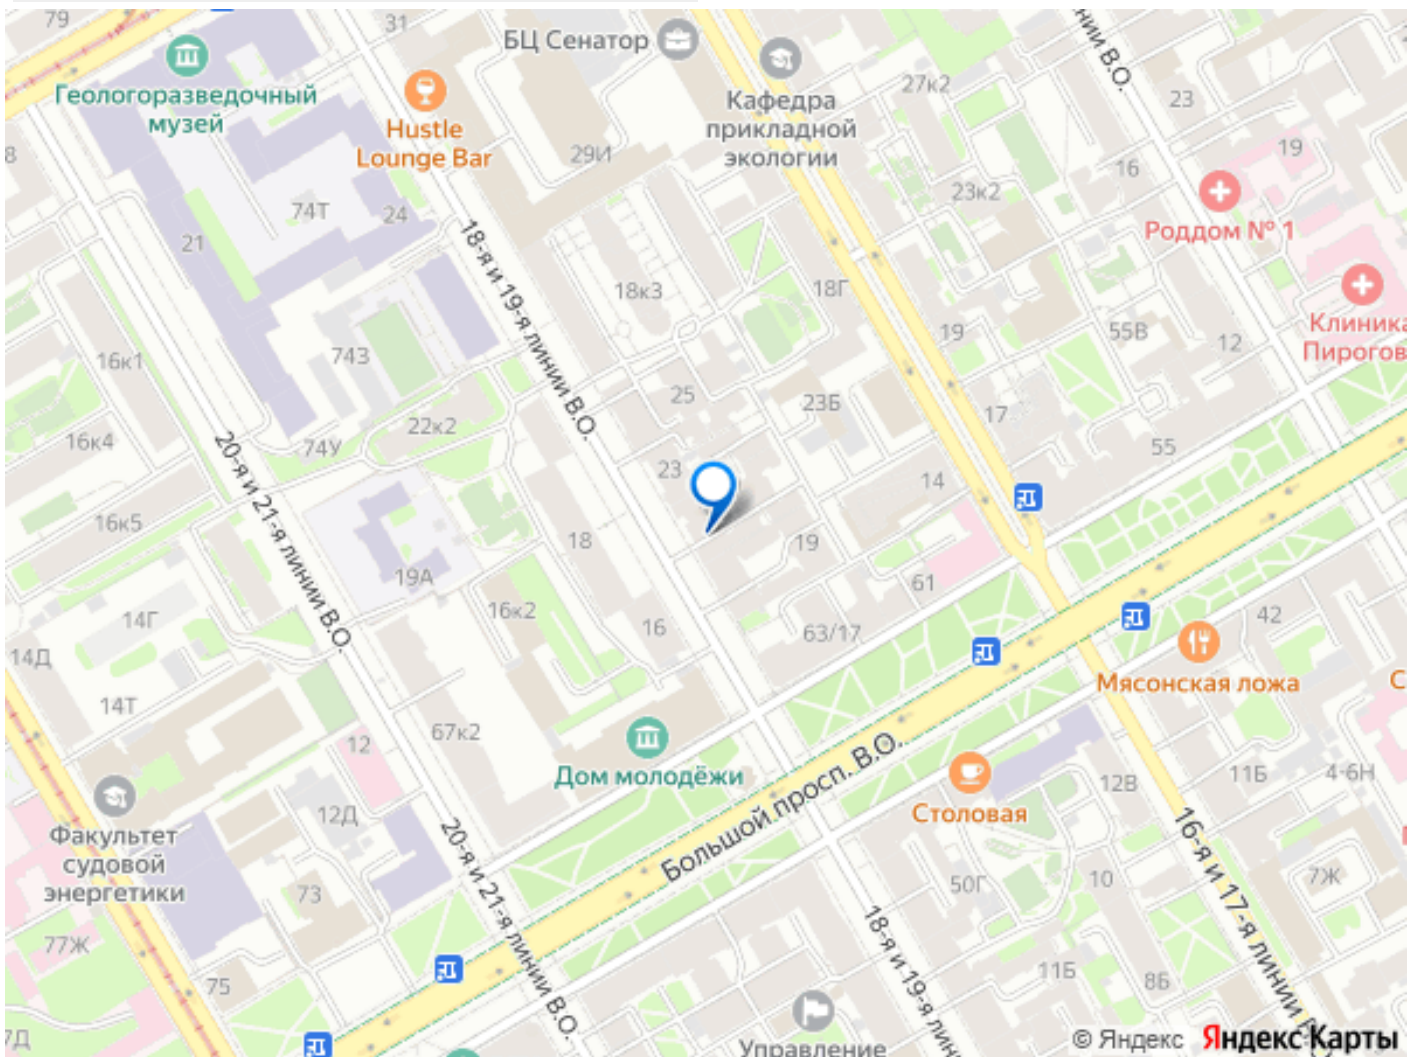 79
31
БЦ Сенатор
Геологоразведочный
музей
Hustle
Lounge Bar
Кафедра
прикладной
экологии
27к2
нии В.О.
23
19
16
29И
8
74Т
24
21
23к2
Роддом № 1
18-я и 19-я линии В.О.
18к3
18Г
Клиника
Пирогов
55В
12
19
74З
16к1
25
23Б
17
55
22к2
74У
16к4
20-я и 21-я линии В.О.
23
14
18
16к5
19
19А
61
16к2
14Г
16
63/17
42
14Д
14Т
Мясонская ложа
С
67к2
12
Дом молодёжи
Большой просп. В.О.
12В
11Б
4-6Н
Столовая
12Д
Факультет
судовой
энергетики
20-я и 21-я линии В.О.
16-я и 17-я линии
73
50Г
10
7Ж
18-я и 19-я лин
77Ж
75
11Б
8Б
7Д
Управление
© Яндекс Яндекс Карты